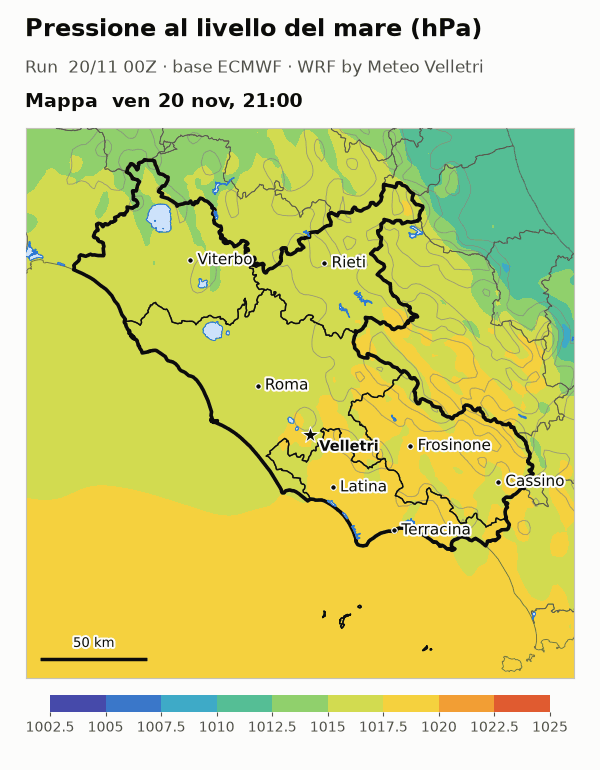 Pressione al livello del mare (hPa)
Run 20/11 00Z · base ECMWF · WRF by Meteo Velletri
Mappa ven 20 nov, 21:00
Viterbo
Rieti
Roma
Velletri
Frosinone
Cassino
Latina
Terracina
50 km
1002.5 1005 1007.5 1010 1012.5 1015 1017.5 1020 1022.5 1025